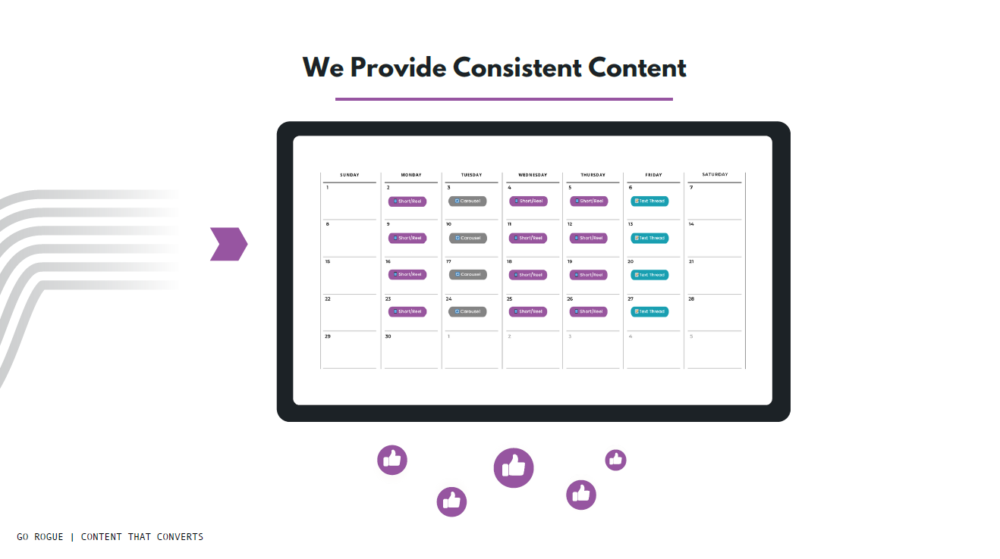 We Provide Consistent Content
SUNDAY MONDAY TUESDAY WEDNESDAY THURSDAY FRIDAY SATURDAY
1 2 3 4 5 6 7
Short/Reel Carousel Short/Reel Short/Reel Text Thread
8 9 10 11 12 13 14
Short/Reel Carousel Short/Reel Short/Reel Text Thread
15 16 17 18 19 20 21
Short/Reel Carousel Short/Reel Short/Reel Text Thread
22 23 24 25 26 27 28
Short/Reel Carousel Short/Reel Short/Reel Text Thread
29 30 1 2 3 4 5
GO ROGUE | CONTENT THAT CONVERTS